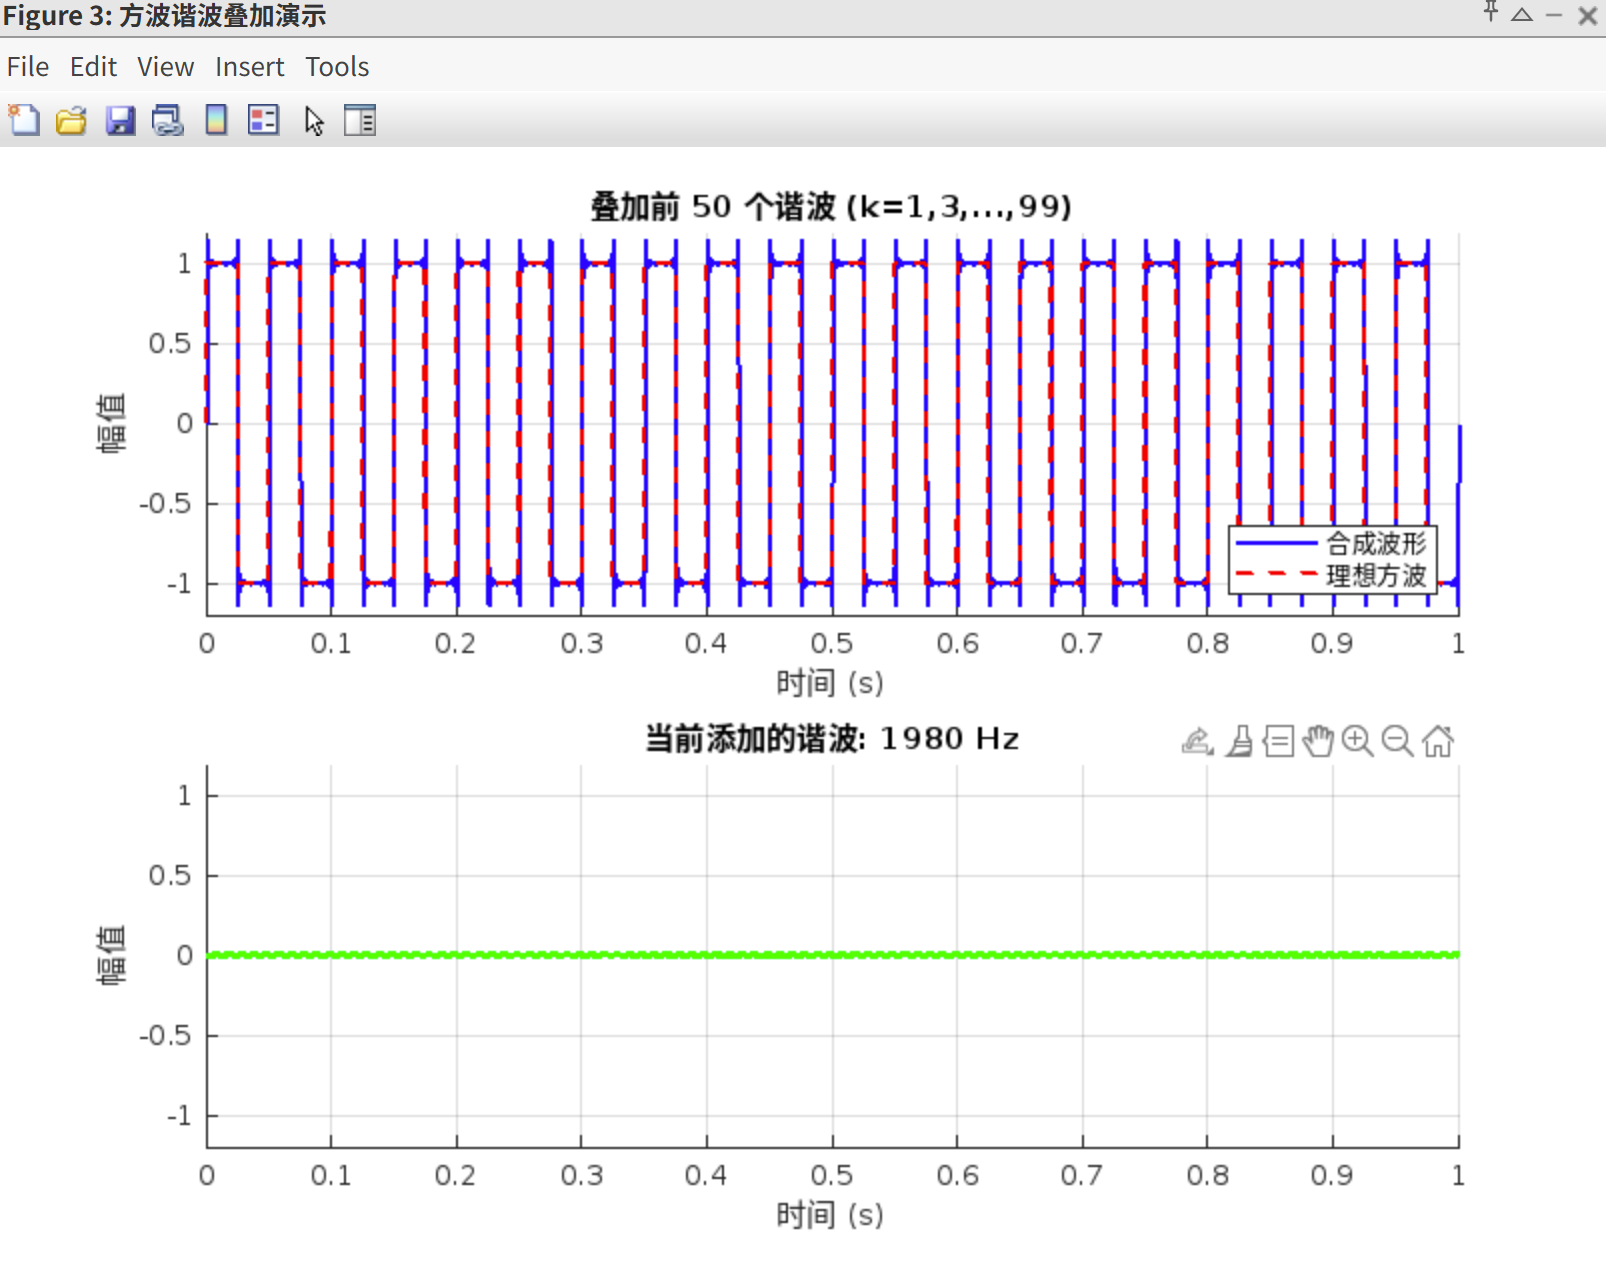 Figure 3: 方波谐波叠加演示
File Edit View Insert Tools
叠加前 50 个谐波 (k=1,3,...,99)
1
0.5
0
-0.5
-1
幅值
合成波形
理想方波
0 0.1 0.2 0.3 0.4 0.5 0.6 0.7 0.8 0.9 1
时间 (s)
当前添加的谐波: 1980 Hz
1
0.5
0
-0.5
-1
幅值
0 0.1 0.2 0.3 0.4 0.5 0.6 0.7 0.8 0.9 1
时间 (s)